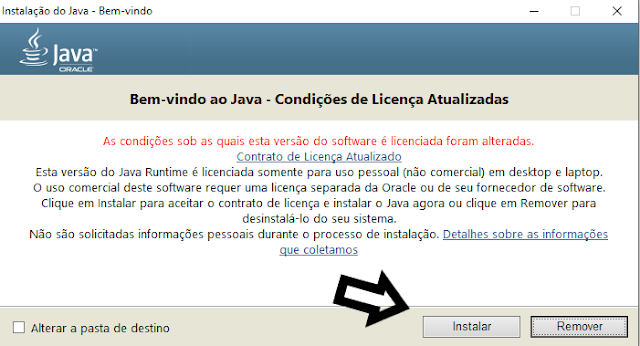 Instalação do Java - Bem-vindo
Java™
ORACLE
Bem-vindo ao Java - Condições de Licença Atualizadas
As condições sob as quais esta versão do software é licenciada foram alteradas.
Contrato de Licença Atualizado
Esta versão do Java Runtime é licenciada somente para uso pessoal (não comercial) em desktop e laptop.
O uso comercial deste software requer uma licença separada da Oracle ou de seu fornecedor de software.
Clique em Instalar para aceitar o contrato de licença e instalar o Java agora ou clique em Remover para
desinstalá-lo do seu sistema.
Não são solicitadas informações pessoais durante o processo de instalação. Detalhes sobre as informações
que coletamos
Alterar a pasta de destino
Instalar
Remover